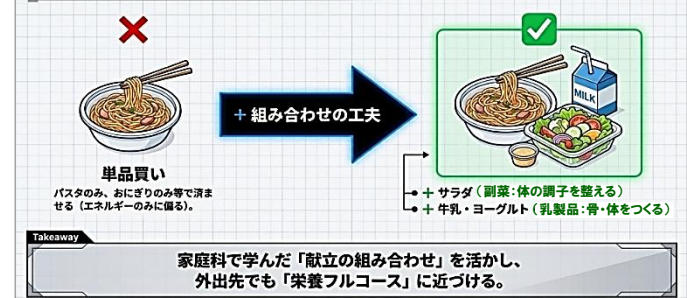 + 組み合わせの工夫
MILK
単品買い
パスタのみ、おにぎりのみ等で済ま
せる（エネルギーのみに偏る）。
+ サラダ（副菜：体の調子を整える）
+ 牛乳・ヨーグルト（乳製品：骨・体をつくる）
Takeaway
家庭科で学んだ「献立の組み合わせ」を活かし、
外出先でも「栄養フルコース」に近づける。